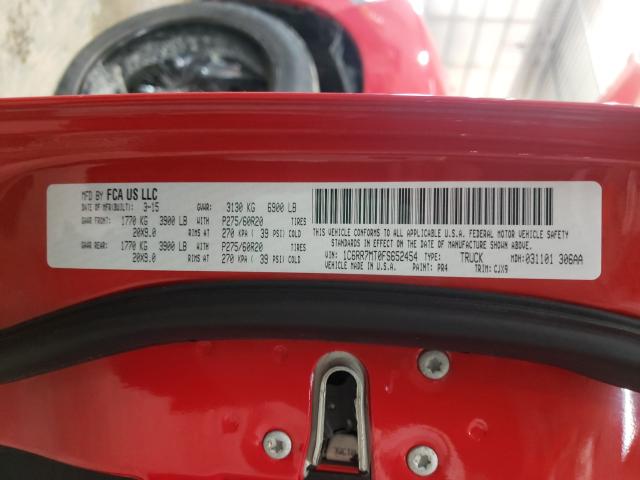 MFD BY FCA US LLC
DATE OF MFR(BUILT): 3-15 GVWR: 3130 KG 6900 LB
GAWR FRONT: 1770 KG 3900 LB WITH P275/60R20 TIRES
20X9.0 RIMS AT 270 KPA ( 39 PSI) COLD
GAWR REAR: 1770 KG 3900 LB WITH P275/60R20 TIRES
20X9.0 RIMS AT 270 KPA ( 39 PSI) COLD
THIS VEHICLE CONFORMS TO ALL APPLICABLE U.S.A. FEDERAL MOTOR VEHICLE SAFETY
STANDARDS IN EFFECT ON THE DATE OF MANUFACTURE SHOWN ABOVE.
VIN: 1C6RR7MT0FS652454 TYPE: TRUCK MDH: 031101 306AA
VEHICLE MADE IN U.S.A. PAINT: PR4 TRIM: CJX9